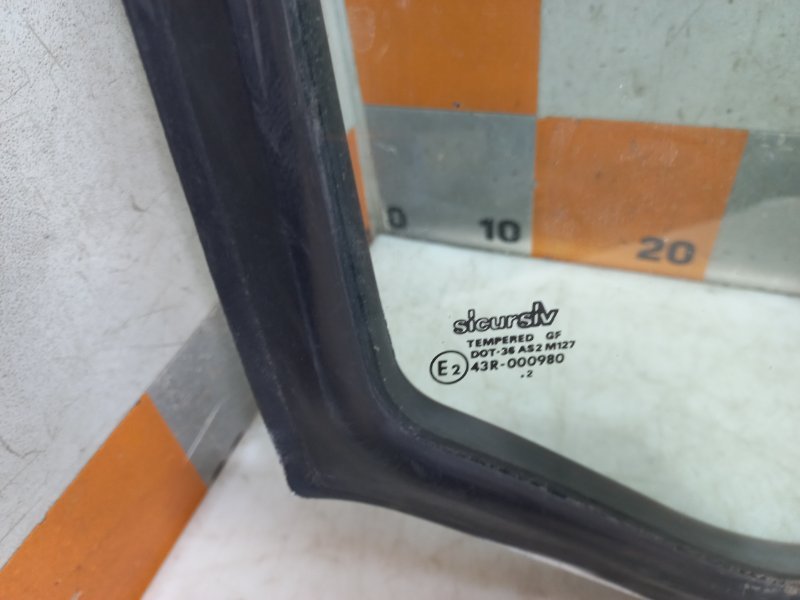 0 10 20
sicursiv
TEMPERED GF
DOT-36 AS2 M127
E2 43R-000980
.2